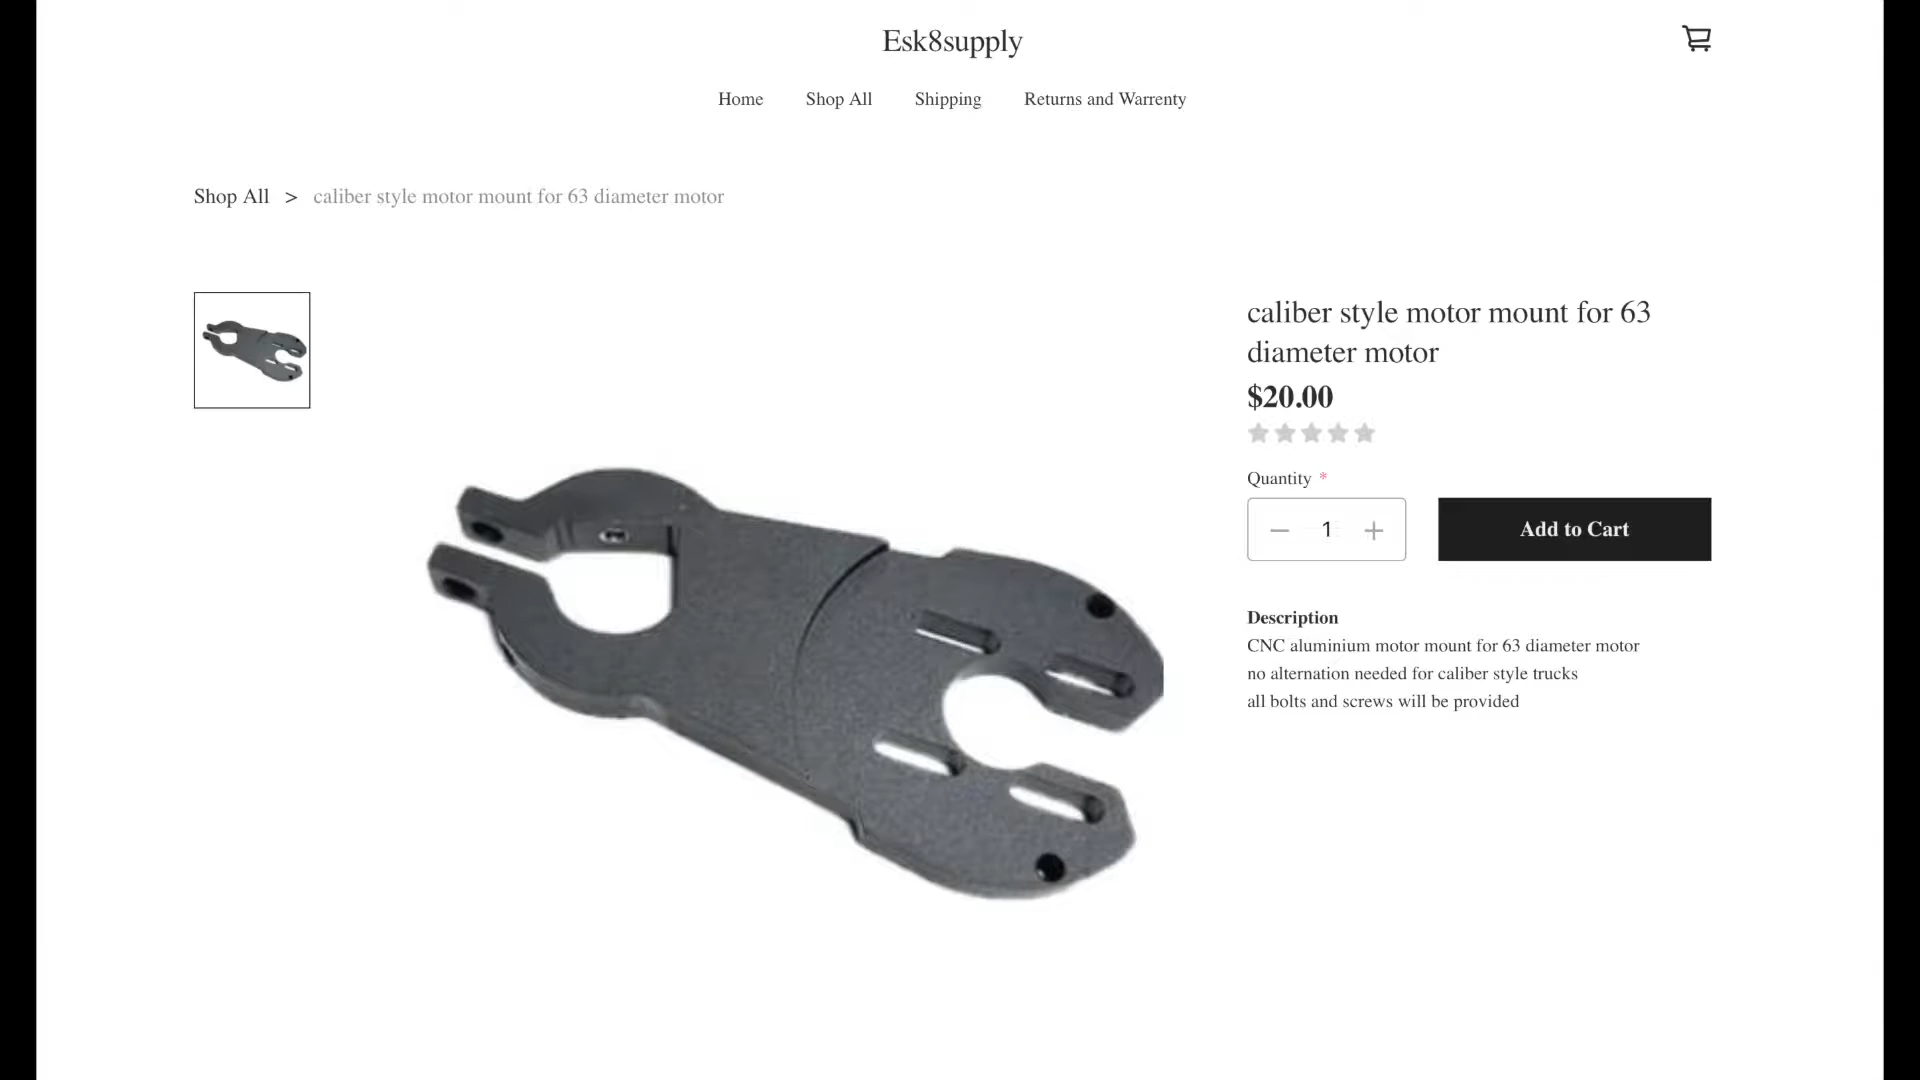 Esk8supply
Home Shop All Shipping Returns and Warrenty
Shop All > caliber style motor mount for 63 diameter motor
caliber style motor mount for 63
diameter motor
$20.00
Quantity *
− 1 +
Add to Cart
Description
CNC aluminium motor mount for 63 diameter motor
no alternation needed for caliber style trucks
all bolts and screws will be provided